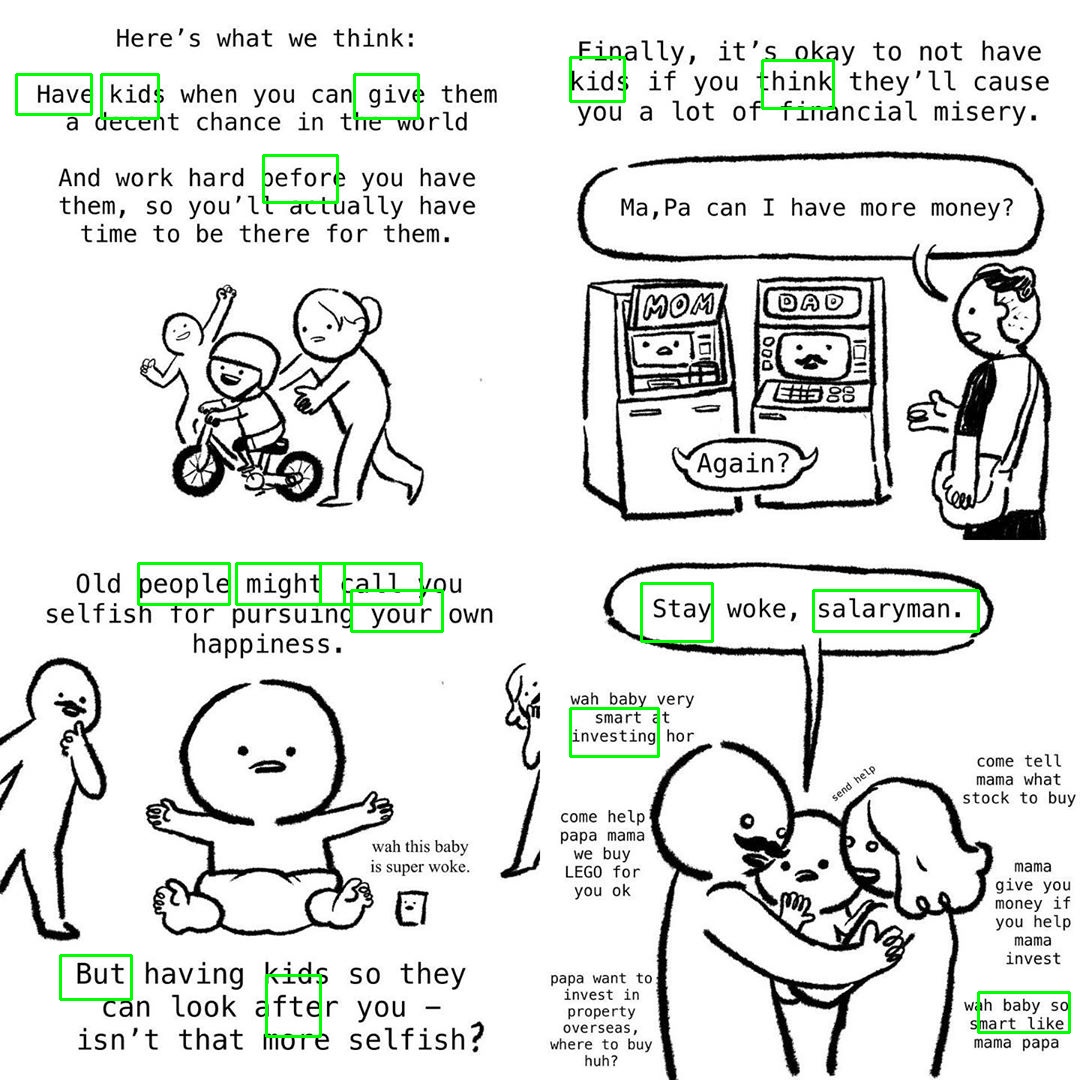 Here's what we think:
Have kids when you can give them
a decent chance in the world
And work hard before you have
them, so you'll actually have
time to be there for them.
Finally, it's okay to not have
kids if you think they'll cause
you a lot of financial misery.
Ma,Pa can I have more money?
MOM
DAD
Again?
Old people might call you
selfish for pursuing your own
happiness.
wah this baby
is super woke.
But having kids so they
can look after you –
isn't that more selfish?
Stay woke, salaryman.
wah baby very
smart at
investing hor
send help
come tell
mama what
stock to buy
come help
papa mama
we buy
LEGO for
you ok
mama
give you
money if
you help
mama
invest
papa want to
invest in
property
overseas,
where to buy
huh?
wah baby so
smart like
mama papa